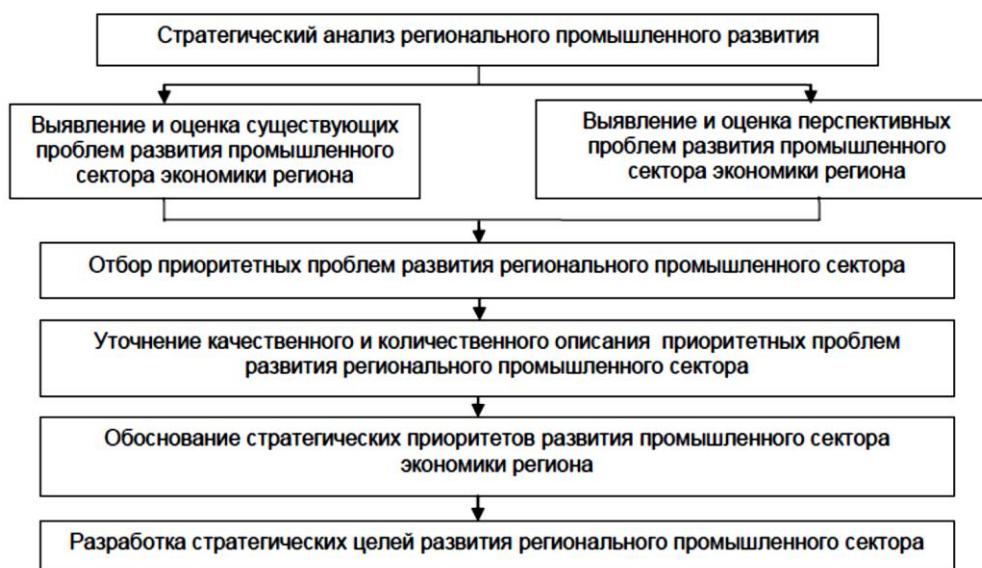 Стратегический анализ регионального промышленного развития
Выявление и оценка существующих
проблем развития промышленного
сектора экономики региона
Выявление и оценка перспективных
проблем развития промышленного
сектора экономики региона
Отбор приоритетных проблем развития регионального промышленного сектора
Уточнение качественного и количественного описания приоритетных проблем
развития регионального промышленного сектора
Обоснование стратегических приоритетов развития промышленного сектора
экономики региона
Разработка стратегических целей развития регионального промышленного сектора